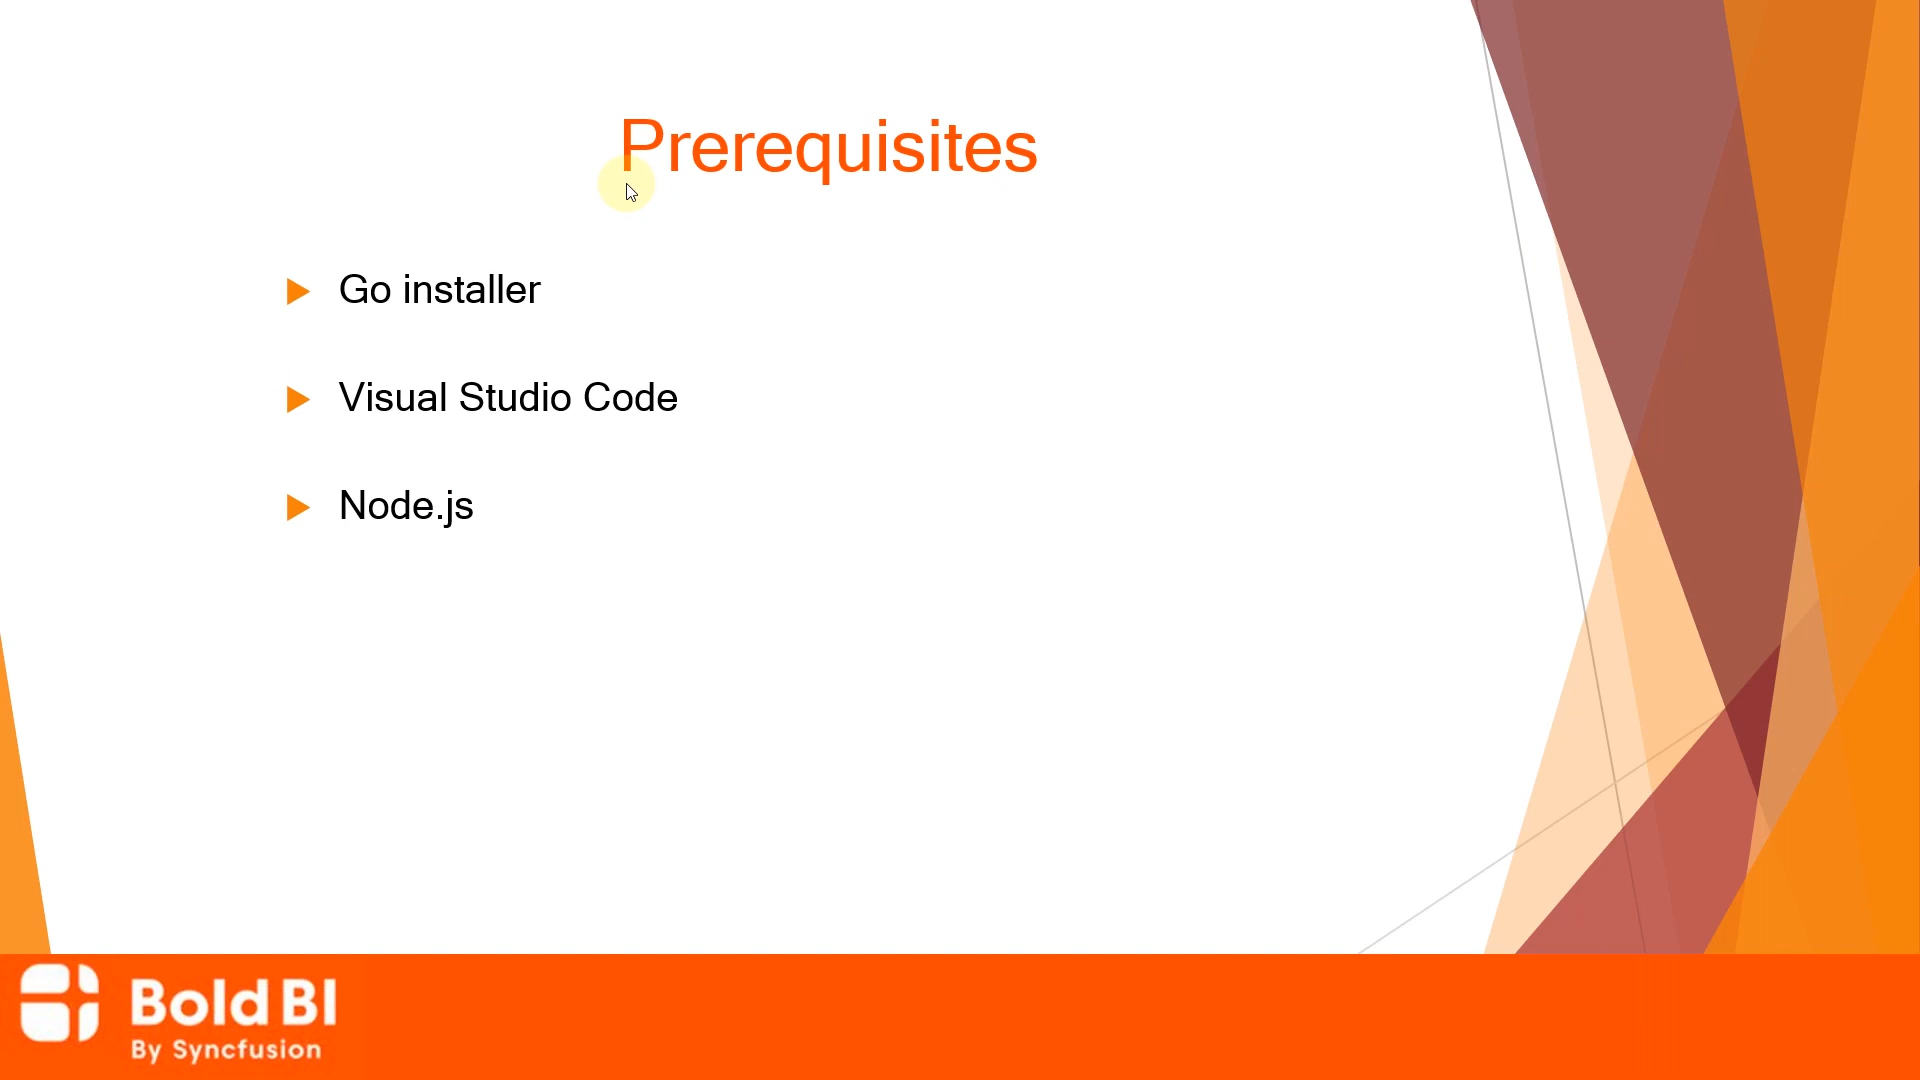 Prerequisites
Go installer
Visual Studio Code
Node.js
Bold BI
By Syncfusion